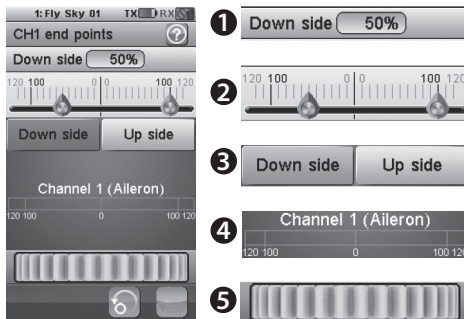 1: Fly Sky 01 TX RX
CH1 end points ?
Down side 50%
120 100 0 0 100 120
Down side Up side
Channel 1 (Aileron)
120 100 0 100 120
1 Down side 50%
2 120 100 0 0 100 120
3 Down side Up side
4 Channel 1 (Aileron)
120 100 0 100 120
5